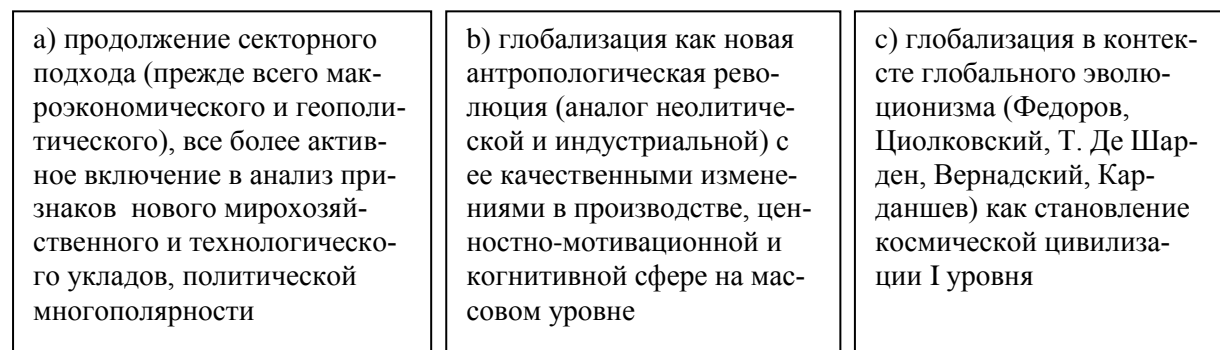 a) продолжение секторного
подхода (прежде всего мак-
роэкономического и геополи-
тического), все более актив-
ное включение в анализ при-
знаков нового мирохозяй-
ственного и технологическо-
го укладов, политической
многополярности
b) глобализация как новая
антропологическая рево-
люция (аналог неолитиче-
ской и индустриальной) с
ее качественными измене-
ниями в производстве, цен-
ностно-мотивационной и
когнитивной сфере на мас-
совом уровне
c) глобализация в контек-
сте глобального эволю-
ционизма (Федоров,
Циолковский, Т. Де Шар-
ден, Вернадский, Кар-
даншев) как становление
космической цивилиза-
ции I уровня